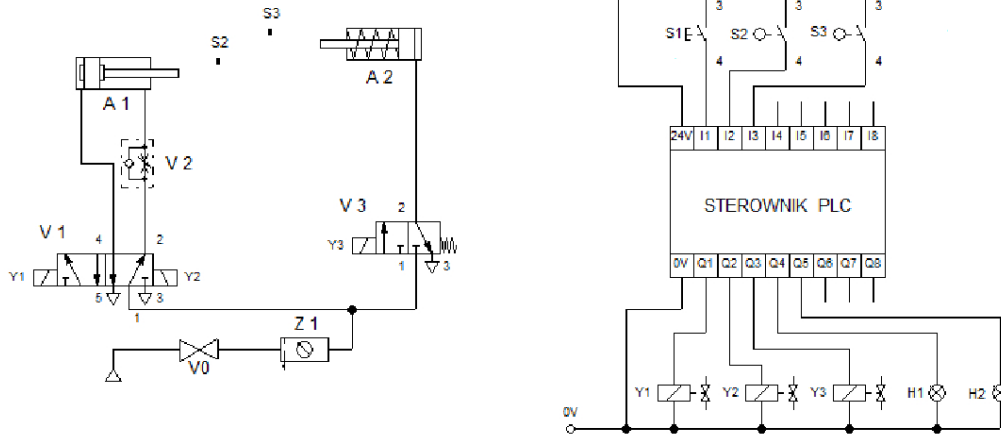 S3
S2
A 1
A 2
V 2
V 3
2
Y3
1
3
V 1
4
2
Y1
Y2
5
3
1
Z 1
V0
3
3
3
S1
S2
S3
4
4
4
24V I1 I2 I3 I4 I5 I6 I7 I8
STEROWNIK PLC
0V Q1 Q2 Q3 Q4 Q5 Q6 Q7 Q8
Y1
Y2
Y3
H1
H2
0V